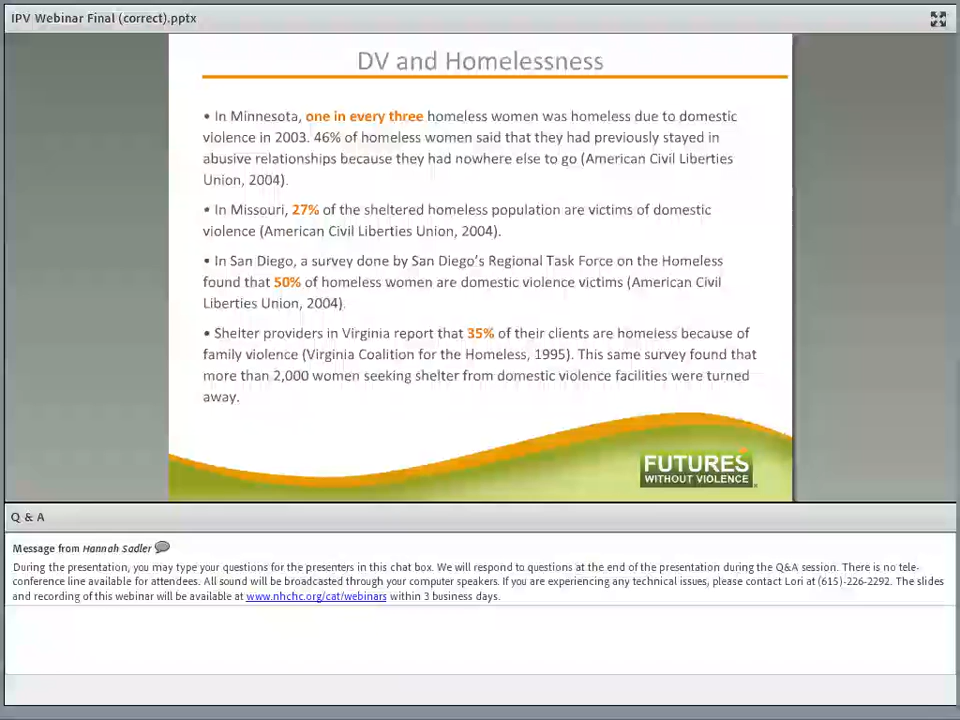 IPV Webinar Final (correct).pptx
DV and Homelessness
• In Minnesota, one in every three homeless women was homeless due to domestic
violence in 2003. 46% of homeless women said that they had previously stayed in
abusive relationships because they had nowhere else to go (American Civil Liberties
Union, 2004).
• In Missouri, 27% of the sheltered homeless population are victims of domestic
violence (American Civil Liberties Union, 2004).
• In San Diego, a survey done by San Diego’s Regional Task Force on the Homeless
found that 50% of homeless women are domestic violence victims (American Civil
Liberties Union, 2004).
• Shelter providers in Virginia report that 35% of their clients are homeless because of
family violence (Virginia Coalition for the Homeless, 1995). This same survey found that
more than 2,000 women seeking shelter from domestic violence facilities were turned
away.
FUTURES
WITHOUT VIOLENCE
Q & A
Message from Hannah Sadler
During the presentation, you may type your questions for the presenters in this chat box. We will respond to questions at the end of the presentation during the Q&A session. There is no tele-
conference line available for attendees. All sound will be broadcasted through your computer speakers. If you are experiencing any technical issues, please contact Lori at (615)-226-2292. The slides
and recording of this webinar will be available at www.nhchc.org/cat/webinars within 3 business days.